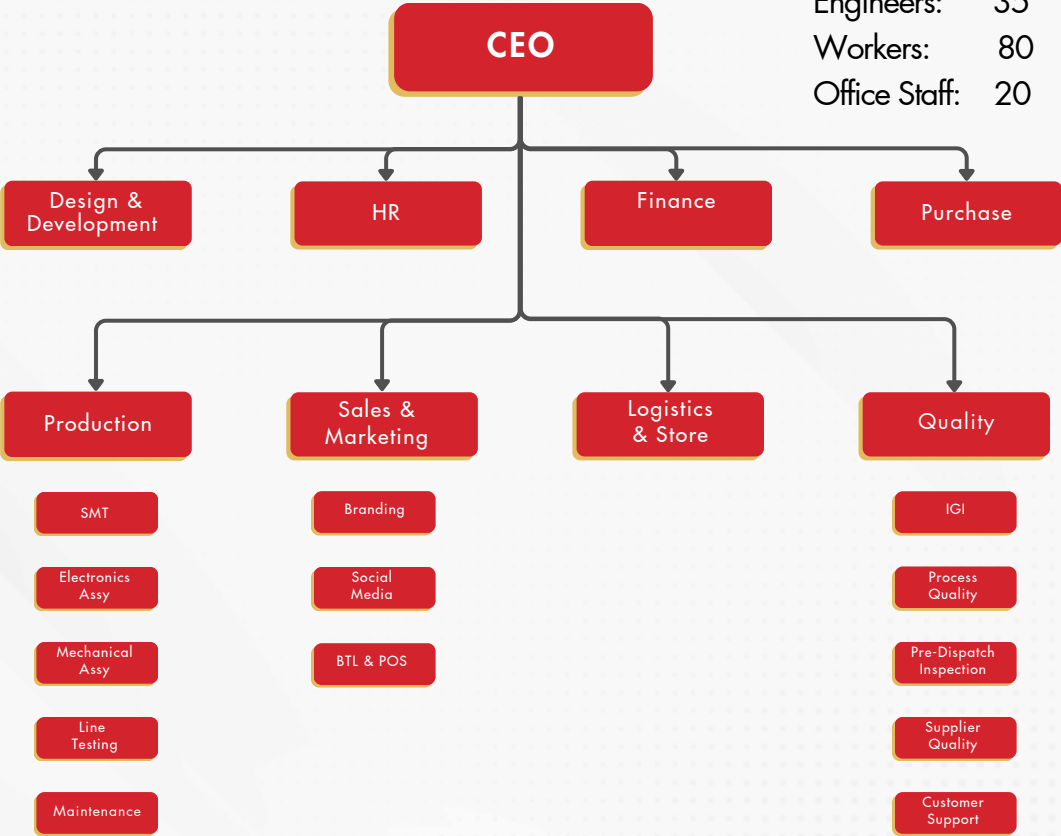 Engineers: 35
CEO
Workers: 80
Office Staff: 20
Design &
Development
HR
Finance
Purchase
Production
Sales &
Marketing
Logistics
& Store
Quality
SMT
Branding
IGI
Electronics
Assy
Social
Media
Process
Quality
Mechanical
Assy
BTL & POS
Pre-Dispatch
Inspection
Line
Testing
Supplier
Quality
Maintenance
Customer
Support